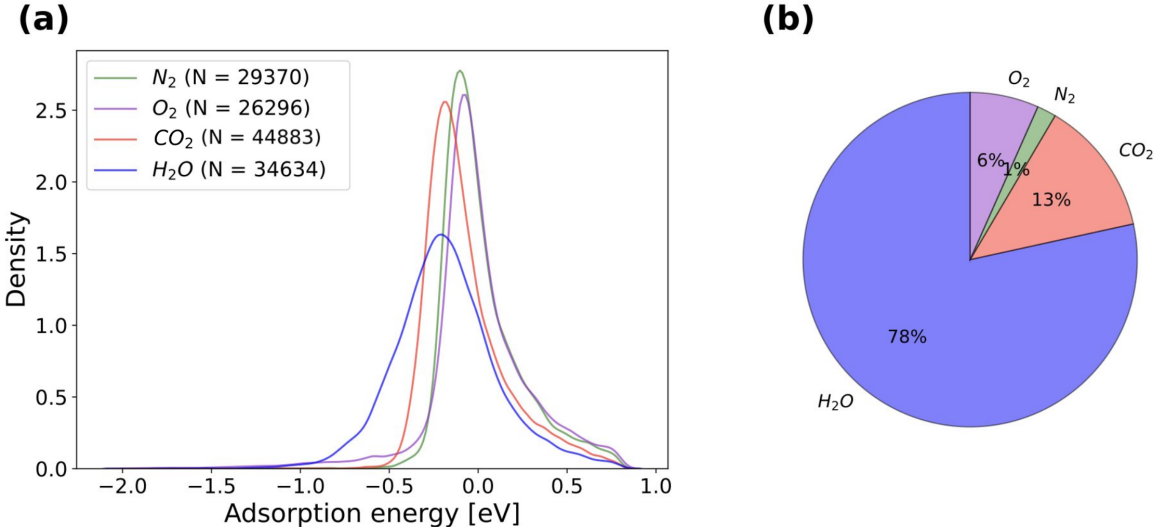 (a)
N₂ (N = 29370)
O₂ (N = 26296)
CO₂ (N = 44883)
H₂O (N = 34634)
Density
2.5
2.0
1.5
1.0
0.5
0.0
−2.0 −1.5 −1.0 −0.5 0.0 0.5 1.0
Adsorption energy [eV]
(b)
O₂
N₂
CO₂
6%
1%
13%
78%
H₂O